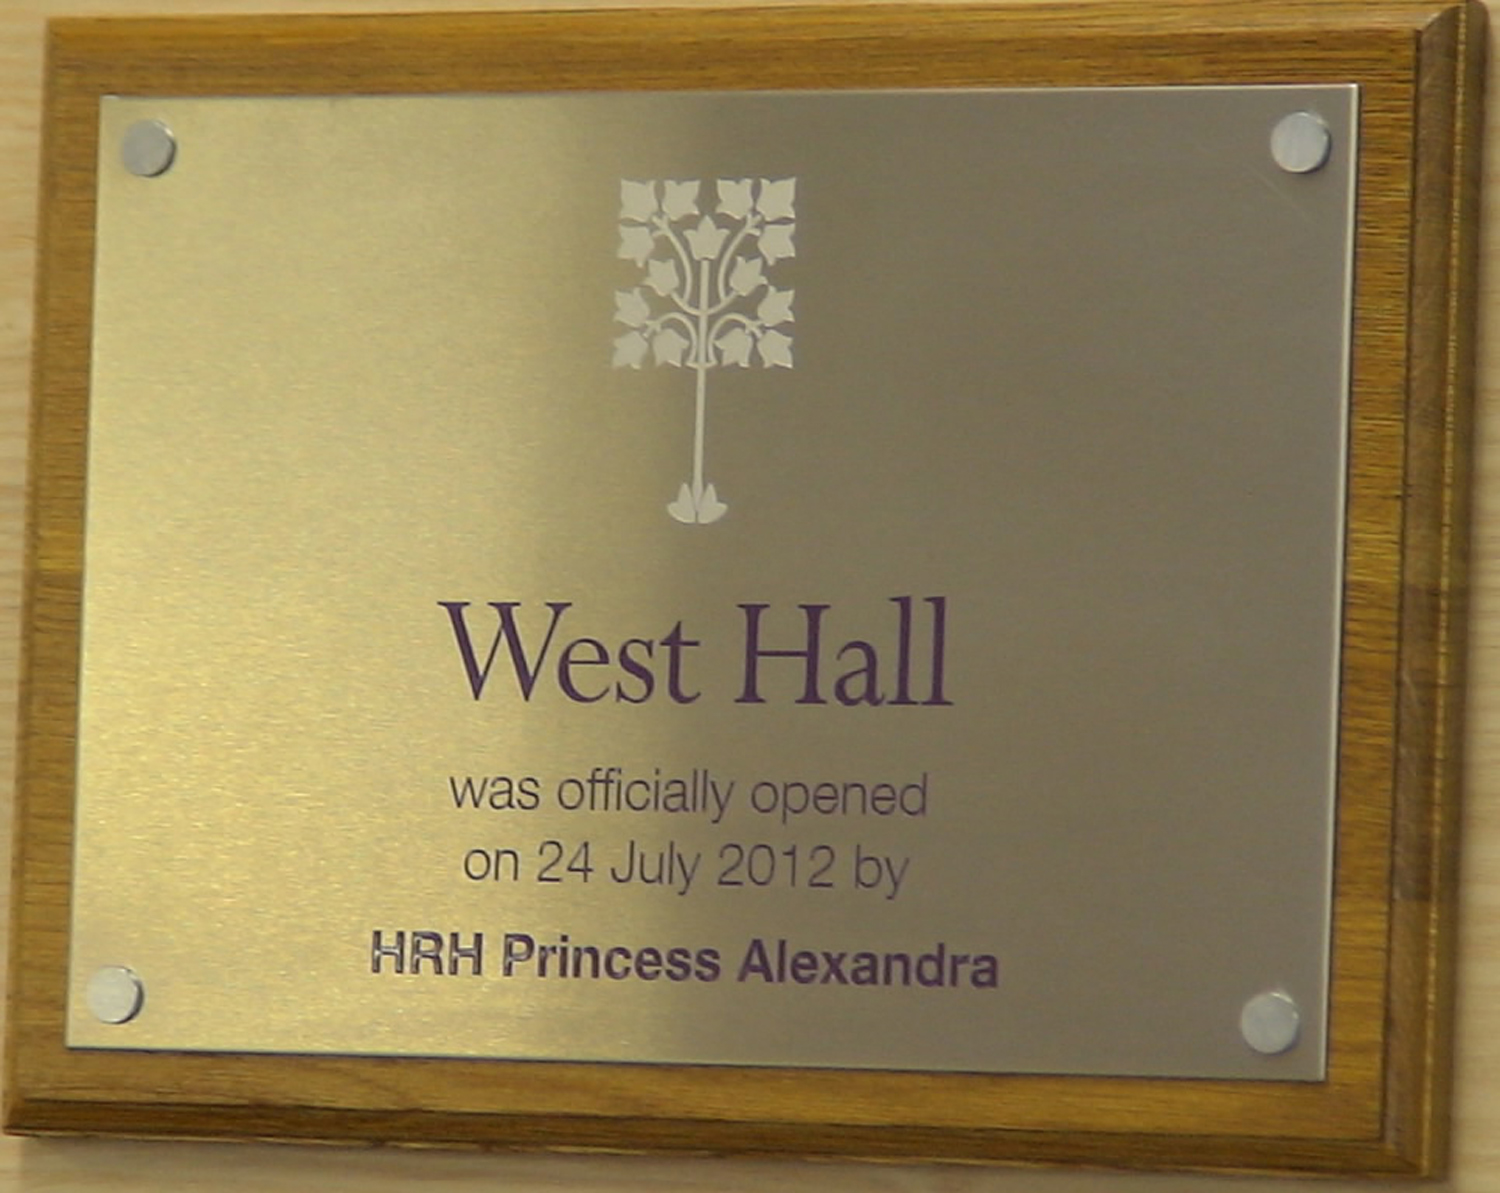 West Hall
was officially opened
on 24 July 2012 by
HRH Princess Alexandra